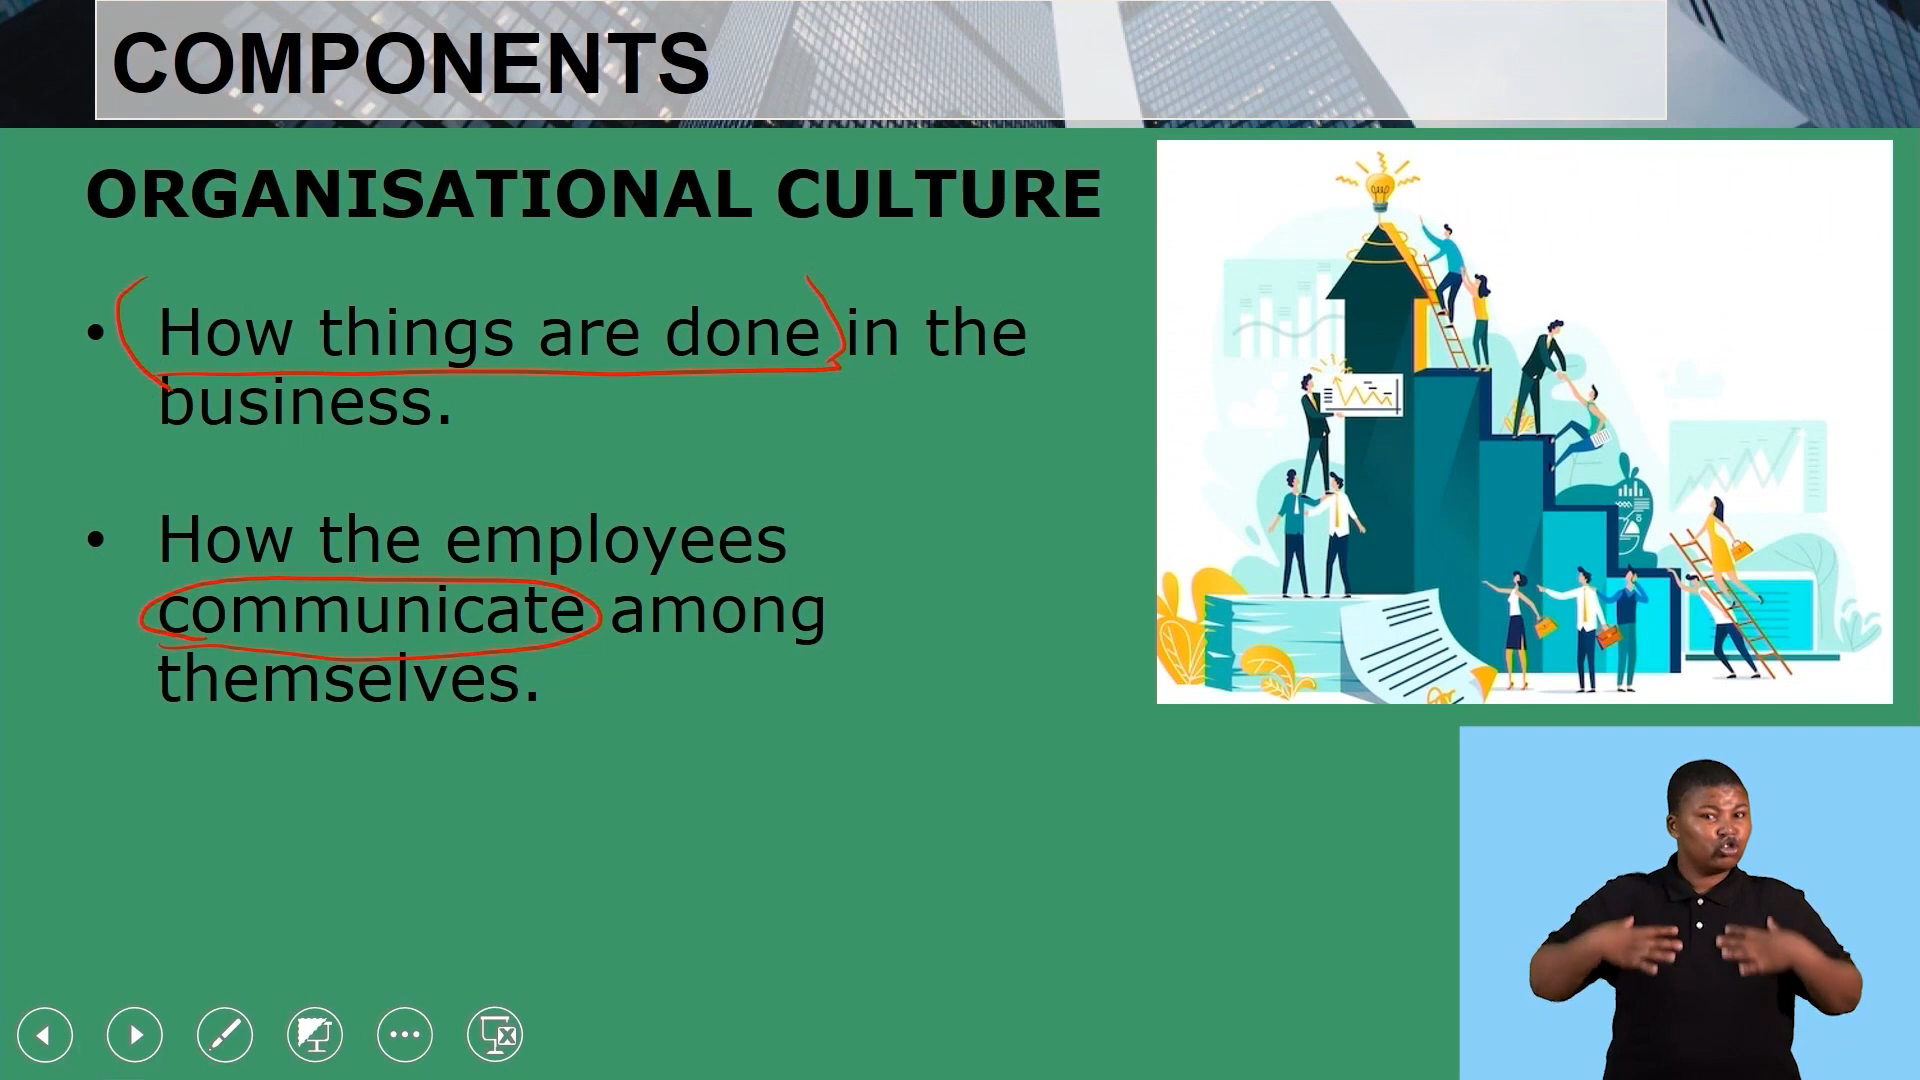 COMPONENTS
ORGANISATIONAL CULTURE
• How things are done in the
business.
• How the employees
communicate among
themselves.